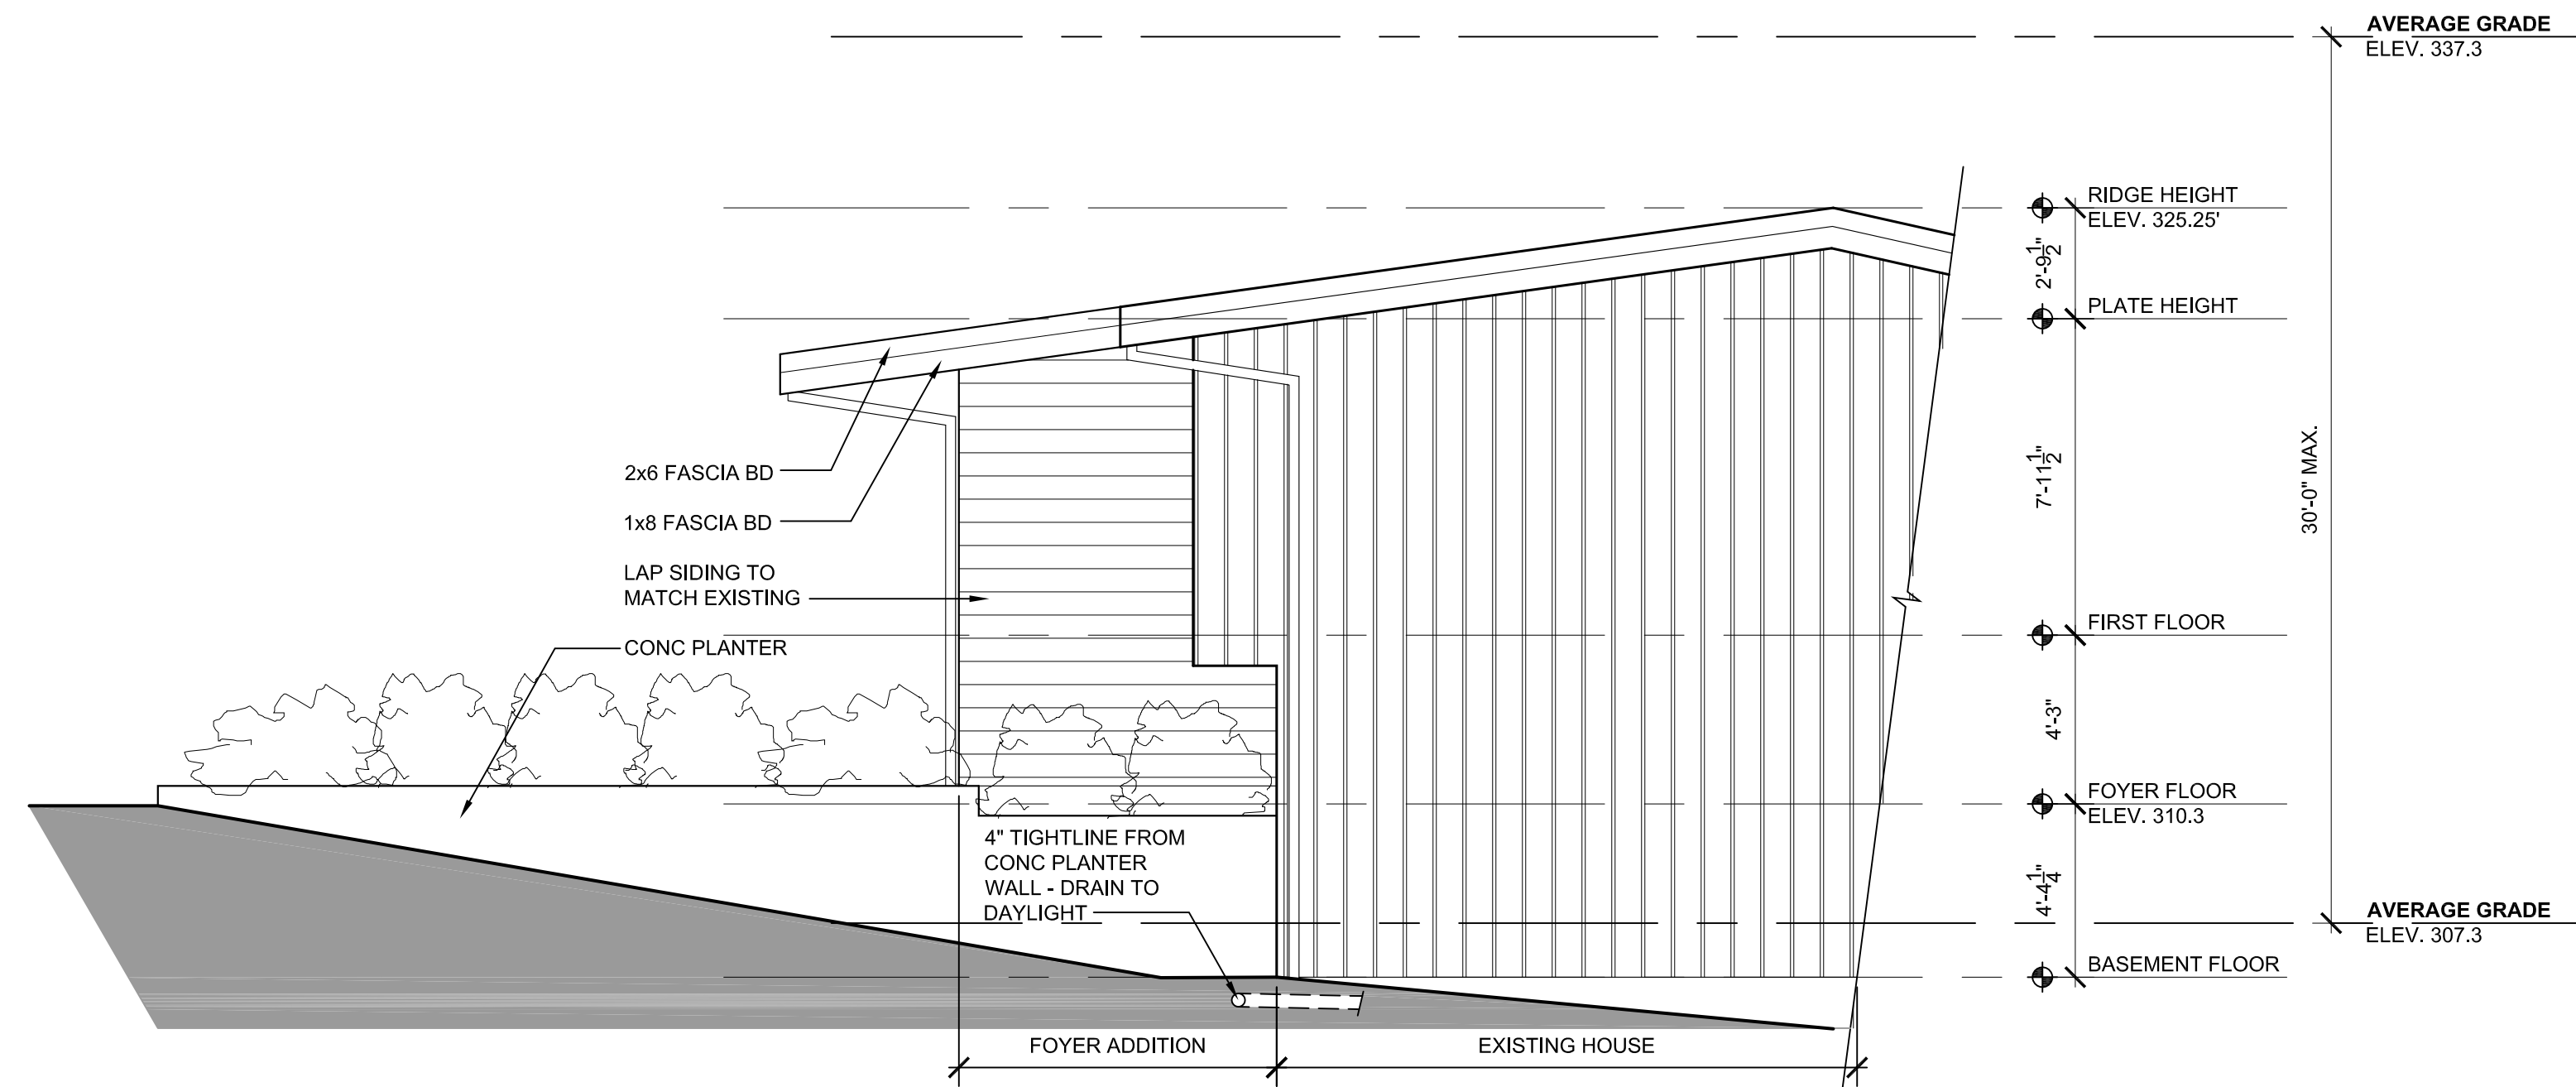 AVERAGE GRADE
ELEV. 337.3
RIDGE HEIGHT
ELEV. 325.25'
2'-9 1/2"
PLATE HEIGHT
7'-11 1/2"
30'-0" MAX.
2x6 FASCIA BD
1x8 FASCIA BD
LAP SIDING TO
MATCH EXISTING
CONC PLANTER
FIRST FLOOR
4'-3"
FOYER FLOOR
ELEV. 310.3
4" TIGHTLINE FROM
CONC PLANTER
WALL - DRAIN TO
DAYLIGHT
4'-4 1/4"
AVERAGE GRADE
ELEV. 307.3
BASEMENT FLOOR
FOYER ADDITION
EXISTING HOUSE